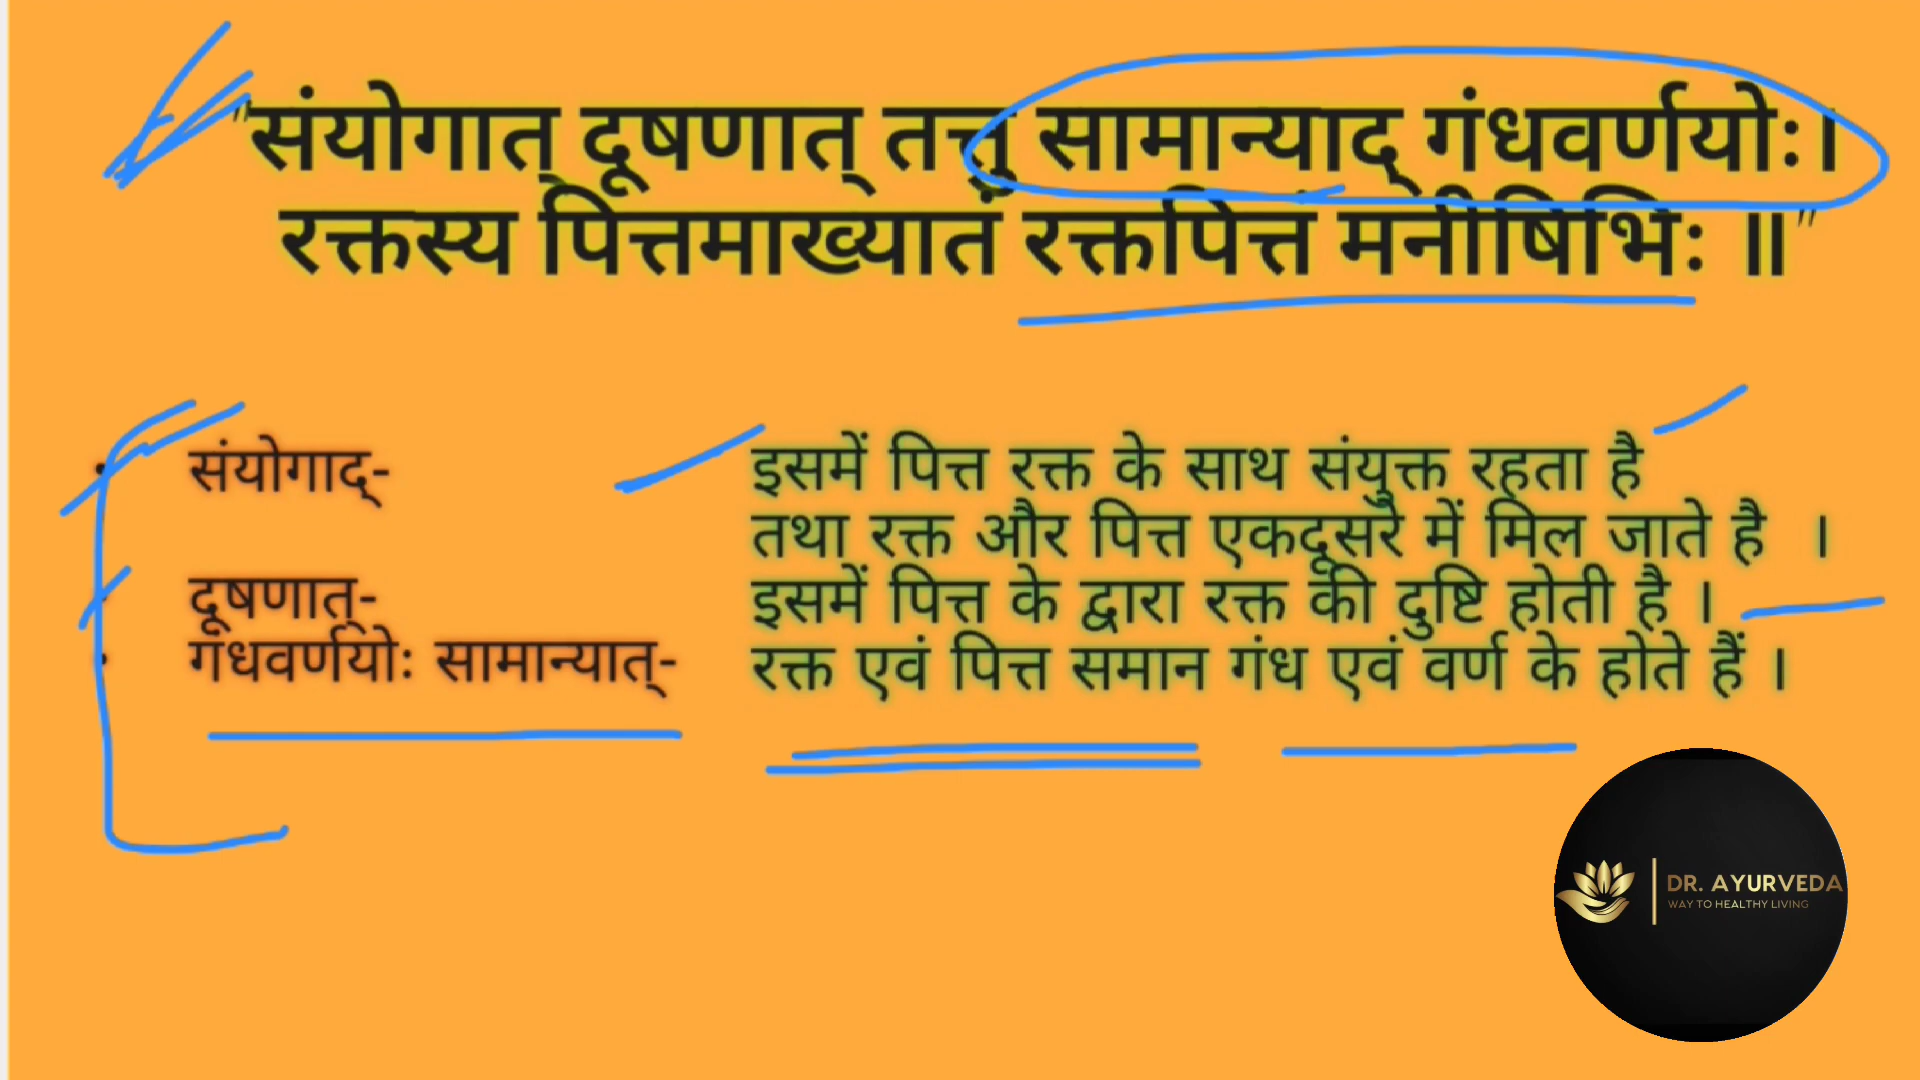 "संयोगात् दूषणात् तत्तु सामान्याद् गंधवर्णयोः।
रक्तस्य पित्तमाख्यातं रक्तपित्तं मनीषिभिः ॥"
संयोगाद्- इसमें पित्त रक्त के साथ संयुक्त रहता है
तथा रक्त और पित्त एकदूसरे में मिल जाते है ।
दूषणात्- इसमें पित्त के द्वारा रक्त की दुष्टि होती है ।
गंधवर्णयोः सामान्यात्- रक्त एवं पित्त समान गंध एवं वर्ण के होते हैं ।
DR. AYURVEDA
WAY TO HEALTHY LIVING